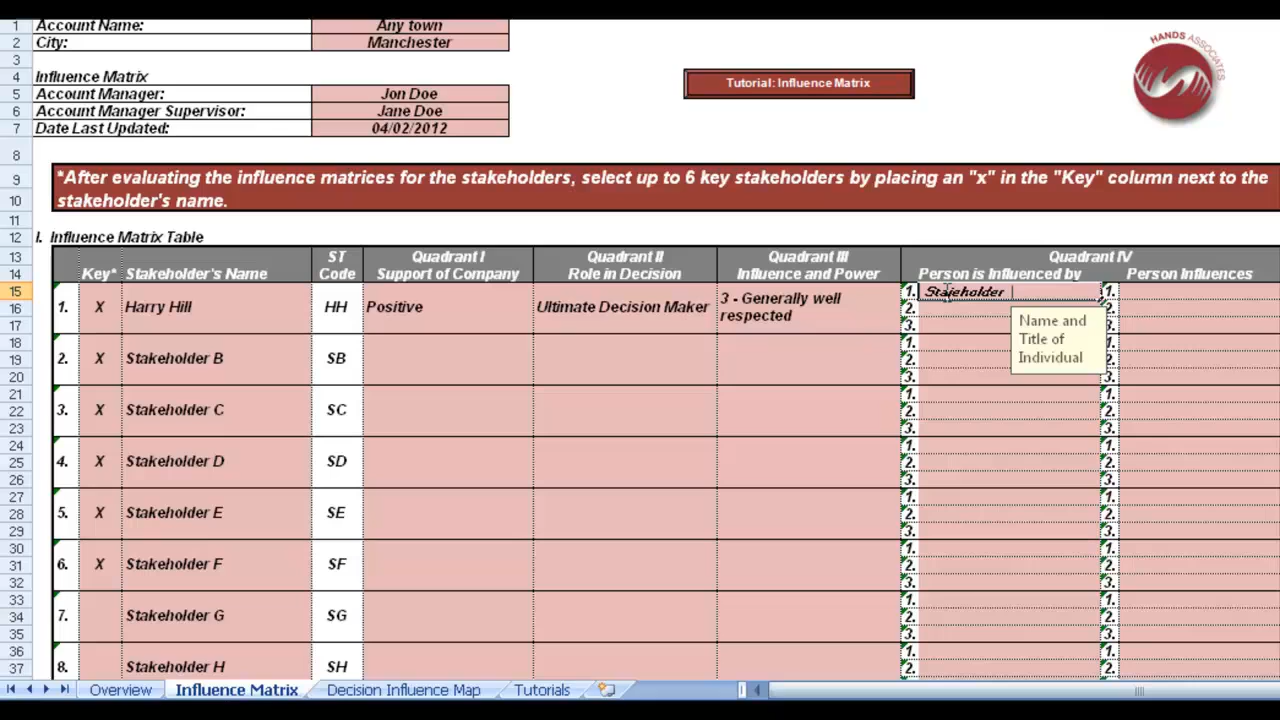 1 Account Name: Any town
2 City: Manchester
HANDS ASSOCIATES
3
4 Influence Matrix
Tutorial: Influence Matrix
5 Account Manager: Jon Doe
6 Account Manager Supervisor: Jane Doe
7 Date Last Updated: 04/02/2012
8
9 *After evaluating the influence matrices for the stakeholders, select up to 6 key stakeholders by placing an "x" in the "Key" column next to the
10 stakeholder's name.
11
12 I. Influence Matrix Table
13 ST Quadrant I Quadrant II Quadrant III Quadrant IV
14 Key* Stakeholder's Name Code Support of Company Role in Decision Influence and Power Person is Influenced by Person Influences
15 1. Stakeholder 1.
16 1. X Harry Hill HH Positive Ultimate Decision Maker 3 - Generally well respected 2. 2.
17 3. 3.
Name and
Title of
Individual
18 1.
19 2. X Stakeholder B SB 2. 2.
20 3. 3.
21 1. 1.
22 3. X Stakeholder C SC 2. 2.
23 3. 3.
24 1. 1.
25 4. X Stakeholder D SD 2. 2.
26 3. 3.
27 1. 1.
28 5. X Stakeholder E SE 2. 2.
29 3. 3.
30 1. 1.
31 6. X Stakeholder F SF 2. 2.
32 3. 3.
33 1. 1.
34 7. Stakeholder G SG 2. 2.
35 3. 3.
36 1. 1.
37 8. Stakeholder H SH 2. 2.
Overview Influence Matrix Decision Influence Map Tutorials